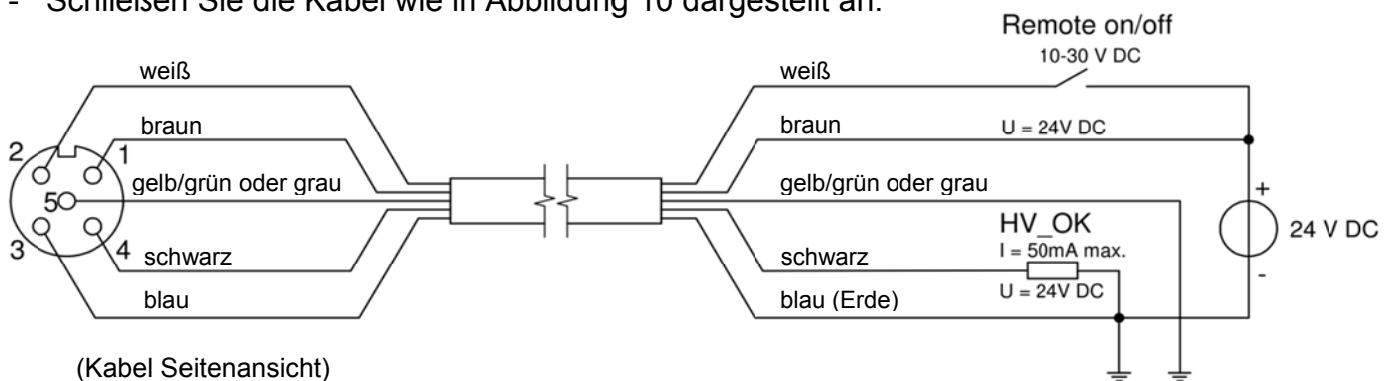 - Schließen Sie die Kabel wie in Abbildung 10 dargestellt an.
Remote on/off
10-30 V DC
weiß
weiß
braun
braun
U = 24V DC
2
1
gelb/grün oder grau
gelb/grün oder grau
5
+
24 V DC
-
HV_OK
I = 50mA max.
U = 24V DC
3
4
schwarz
schwarz
blau
blau (Erde)
(Kabel Seitenansicht)